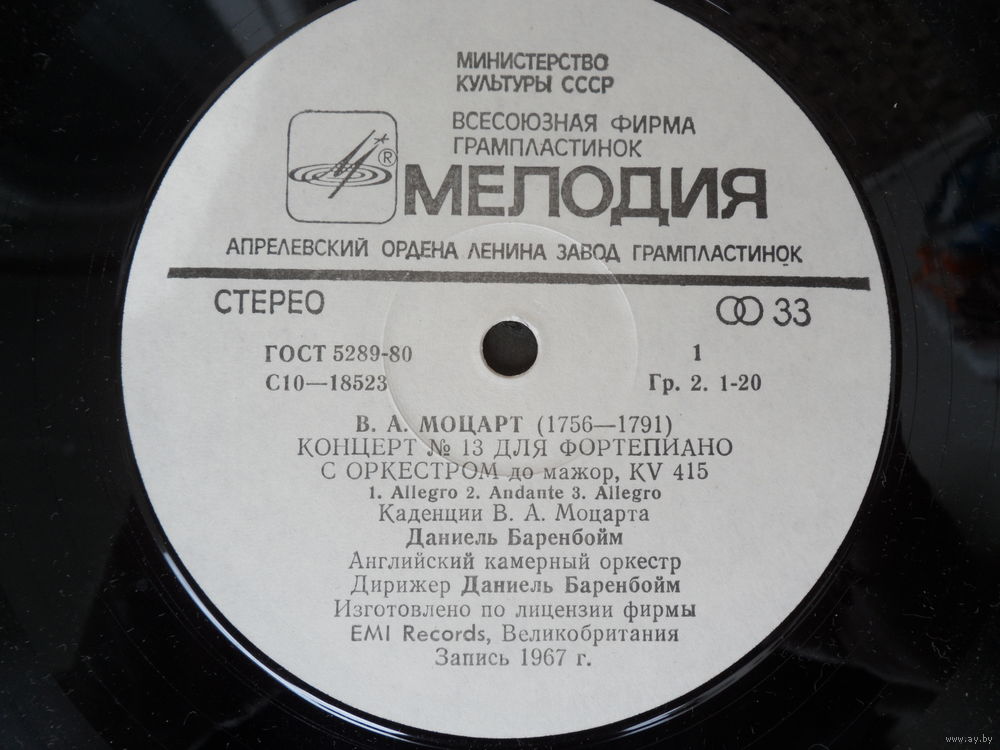 МИНИСТЕРСТВО
КУЛЬТУРЫ СССР
ВСЕСОЮЗНАЯ ФИРМА
ГРАМПЛАСТИНОК
®
МЕЛОДИЯ
АПРЕЛЕВСКИЙ ОРДЕНА ЛЕНИНА ЗАВОД ГРАМПЛАСТИНОК
СТЕРЕО 33
ГОСТ 5289-80 1
С10—18523 Гр. 2. 1-20
В. А. МОЦАРТ (1756—1791)
КОНЦЕРТ № 13 ДЛЯ ФОРТЕПИАНО
С ОРКЕСТРОМ до мажор, KV 415
1. Allegro 2. Andante 3. Allegro
Каденции В. А. Моцарта
Даниель Баренбойм
Английский камерный оркестр
Дирижер Даниель Баренбойм
Изготовлено по лицензии фирмы
EMI Records, Великобритания
Запись 1967 г.
www.ay.by